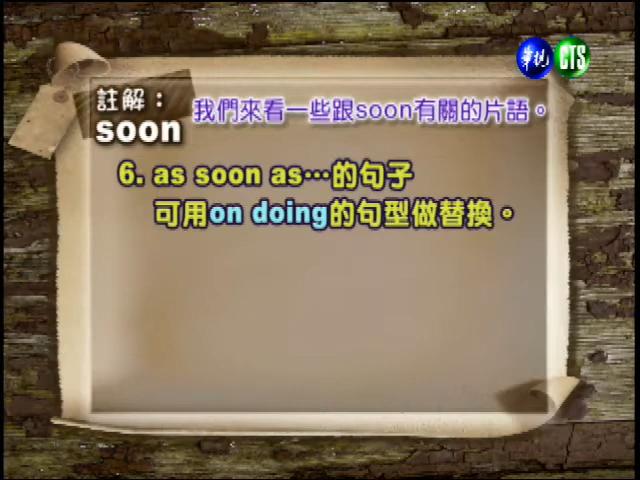 華視 CTS
註解：
soon
我們來看一些跟soon有關的片語。
6. as soon as…的句子
可用on doing的句型做替換。